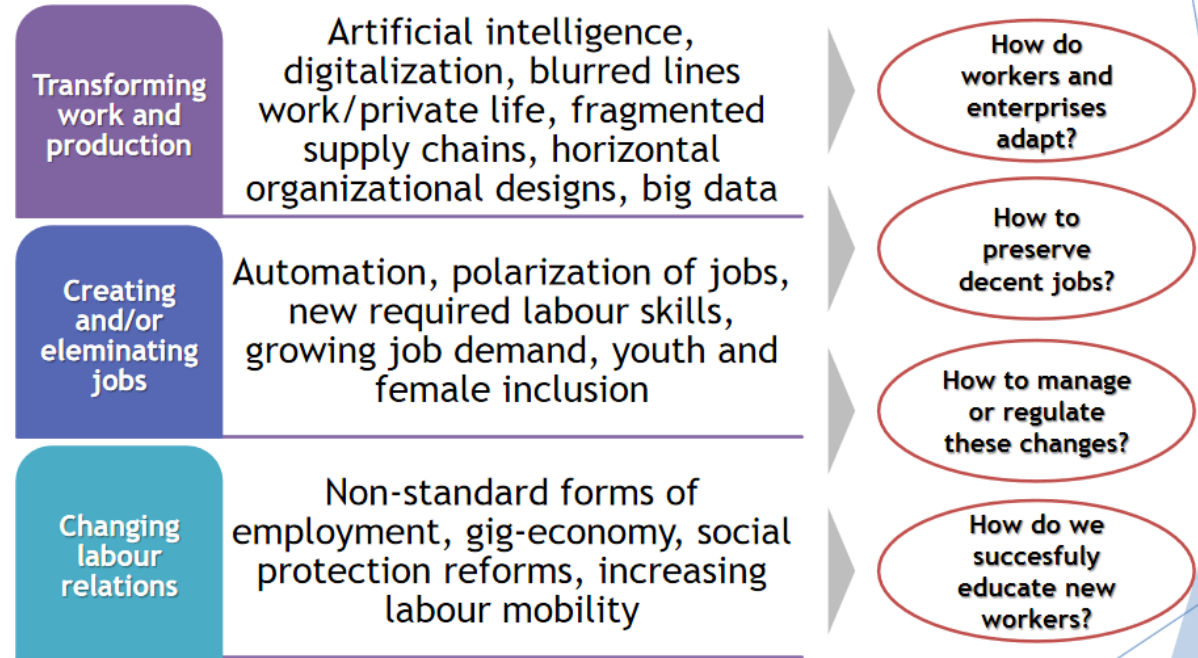 Transforming
work and
production
Artificial intelligence,
digitalization, blurred lines
work/private life, fragmented
supply chains, horizontal
organizational designs, big data
Creating
and/or
eleminating
jobs
Automation, polarization of jobs,
new required labour skills,
growing job demand, youth and
female inclusion
Changing
labour
relations
Non-standard forms of
employment, gig-economy, social
protection reforms, increasing
labour mobility
How do
workers and
enterprises
adapt?
How to
preserve
decent jobs?
How to manage
or regulate
these changes?
How do we
succesfuly
educate new
workers?